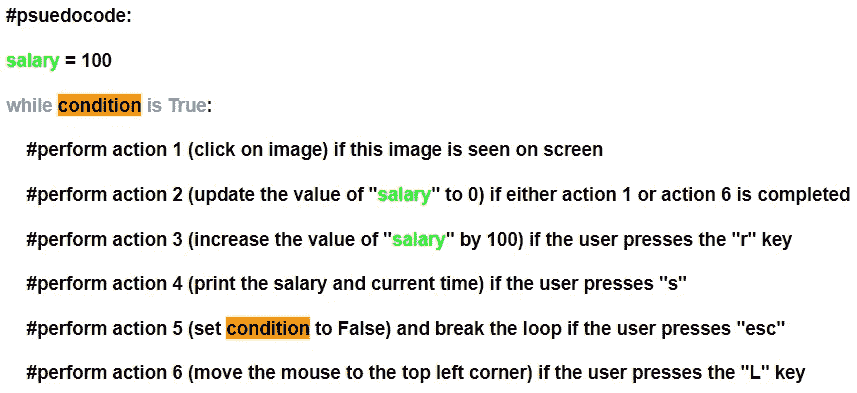 #psuedocode:
salary = 100
while condition is True:
#perform action 1 (click on image) if this image is seen on screen
#perform action 2 (update the value of "salary" to 0) if either action 1 or action 6 is completed
#perform action 3 (increase the value of "salary" by 100) if the user presses the "r" key
#perform action 4 (print the salary and current time) if the user presses "s"
#perform action 5 (set condition to False) and break the loop if the user presses "esc"
#perform action 6 (move the mouse to the top left corner) if the user presses the "L" key